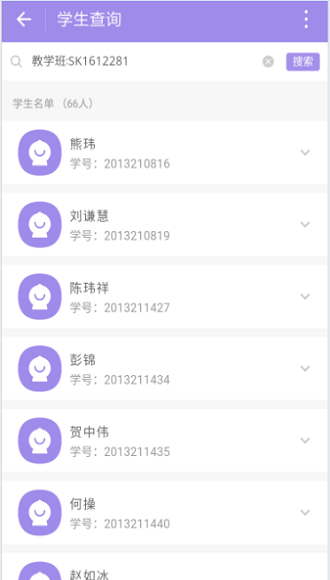 学生查询
教学班:SK1612281
搜索
学生名单 （66人）
熊玮
学号：2013210816
刘谦慧
学号：2013210819
陈玮祥
学号：2013211427
彭锦
学号：2013211434
贺中伟
学号：2013211435
何操
学号：2013211440
赵如冰